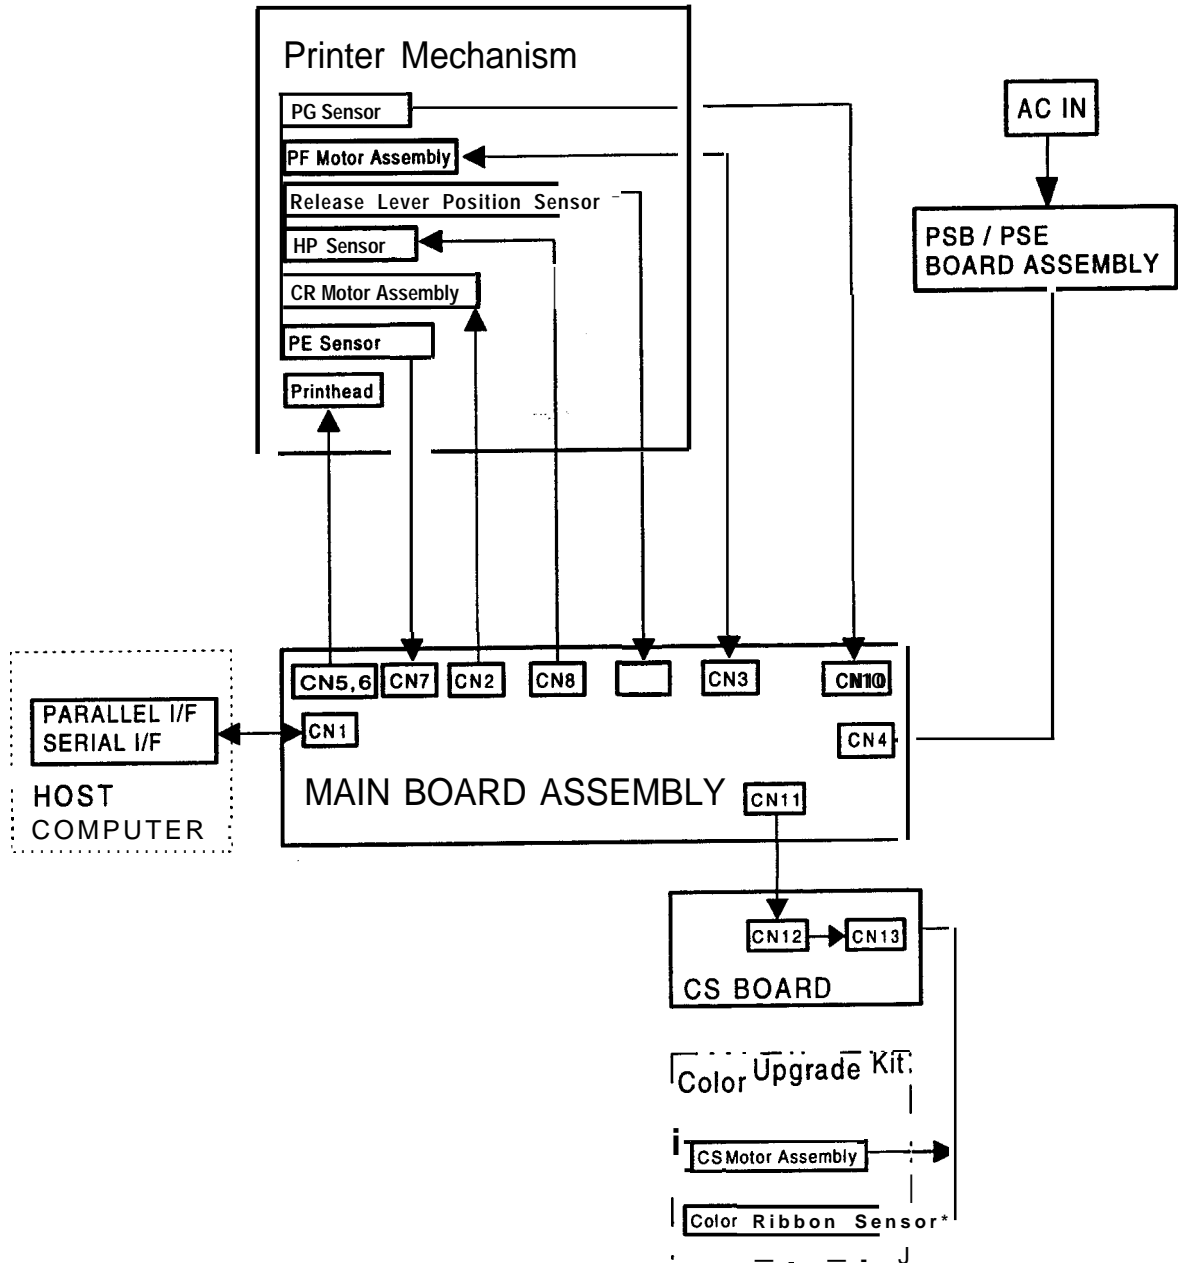 Printer Mechanism
PG Sensor
PF Motor Assembly
Release Lever Position Sensor
HP Sensor
CR Motor Assembly
PE Sensor
Printhead
AC IN
PSB / PSE
BOARD ASSEMBLY
CN5,6
CN7
CN2
CN8
CN3
CN10
CN1
CN4
PARALLEL I/F
SERIAL I/F
HOST
COMPUTER
MAIN BOARD ASSEMBLY
CN11
CN12
CN13
CS BOARD
Color Upgrade Kit
CS Motor Assembly
Color Ribbon Sensor*